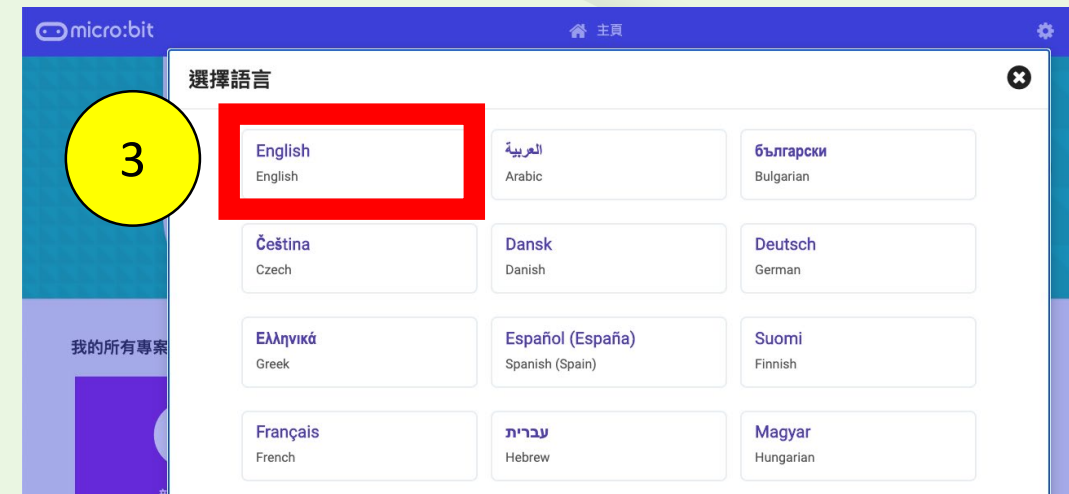 micro:bit
主頁
選擇語言
3
English
English
العربية
Arabic
български
Bulgarian
Čeština
Czech
Dansk
Danish
Deutsch
German
Ελληνικά
Greek
Español (España)
Spanish (Spain)
Suomi
Finnish
我的所有專案
Français
French
עברית
Hebrew
Magyar
Hungarian